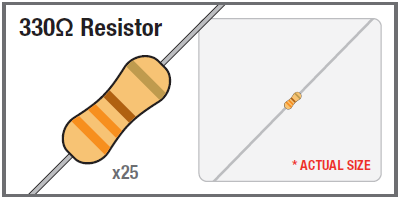 330Ω Resistor
x25
* ACTUAL SIZE